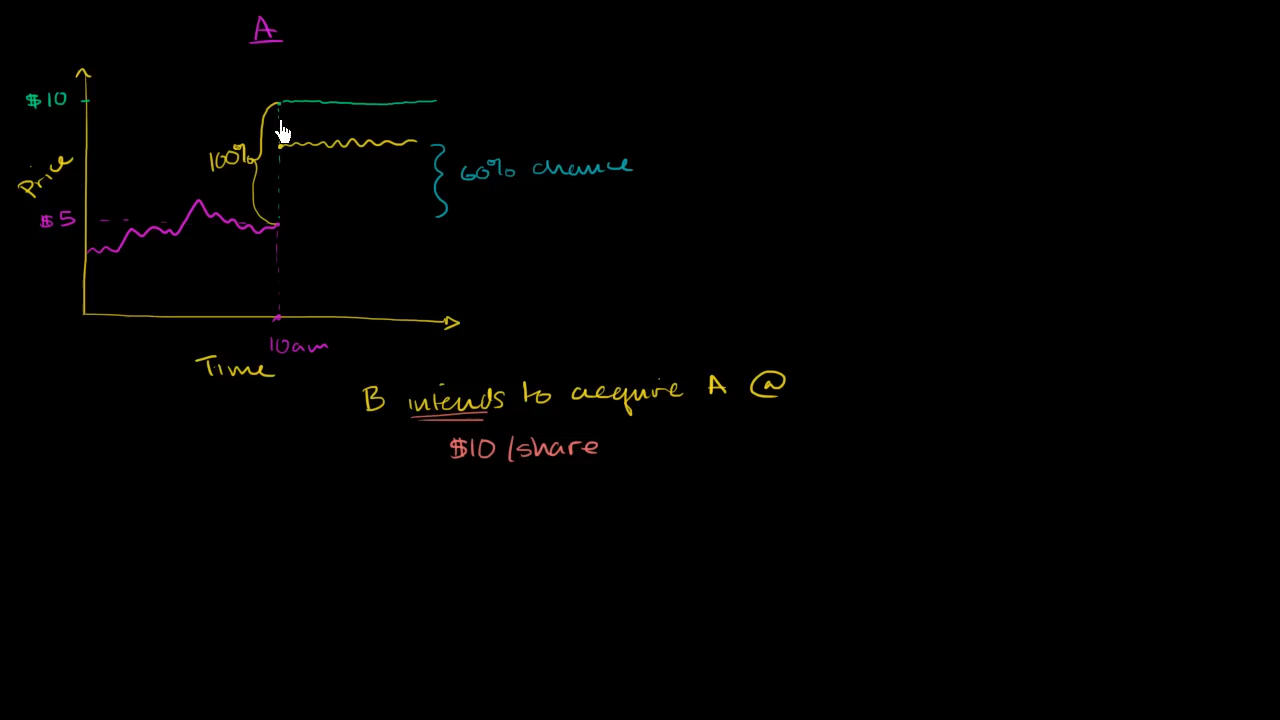 A
$10
Price
100%
60% chance
$5
10am
Time
B intends to acquire A @
$10/share